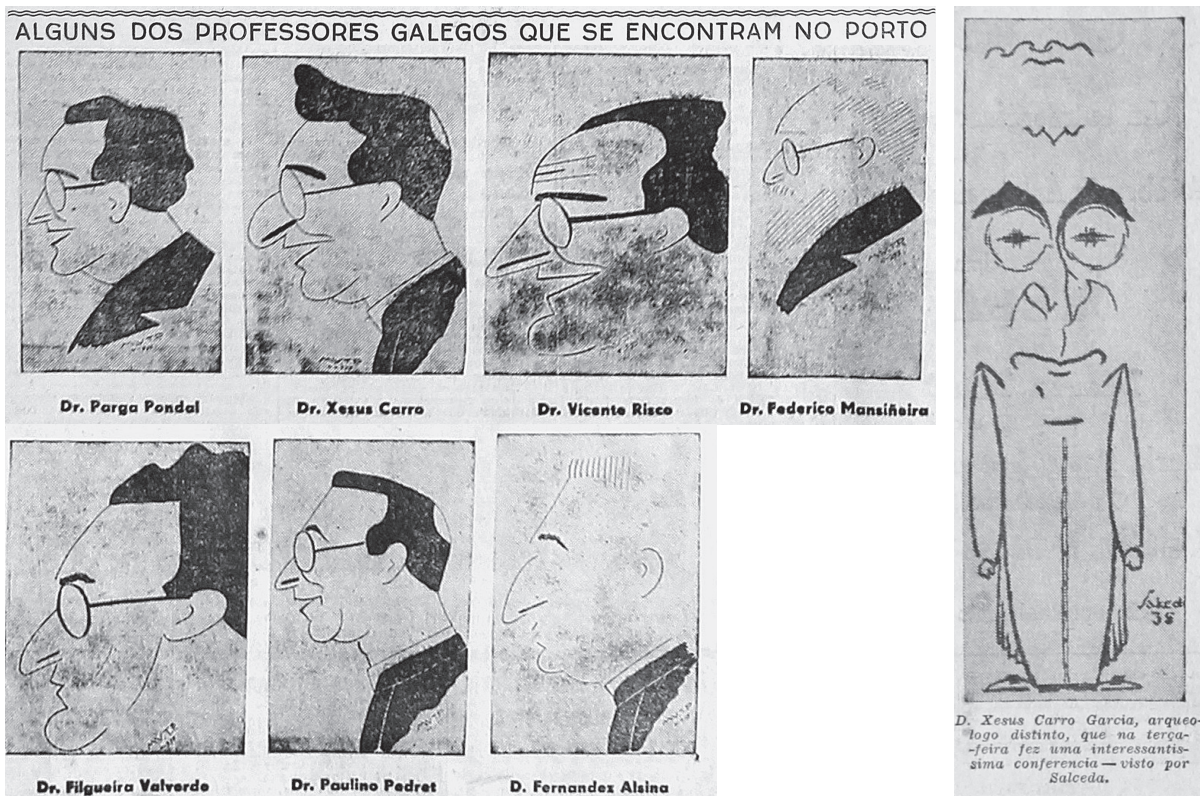 ALGUNS DOS PROFESSORES GALEGOS QUE SE ENCONTRAM NO PORTO
Dr. Parga Pondal
Dr. Xesus Carro
Dr. Vicente Risco
Dr. Federico Mansiñeira
Dr. Filgueira Valverde
Dr. Paulino Pedret
D. Fernandez Alsina
35
D. Xesus Carro Garcia, arqueo-
logo distinto, que na terça-
-feira fez uma interessantis-
sima conferencia — visto por
Salceda.